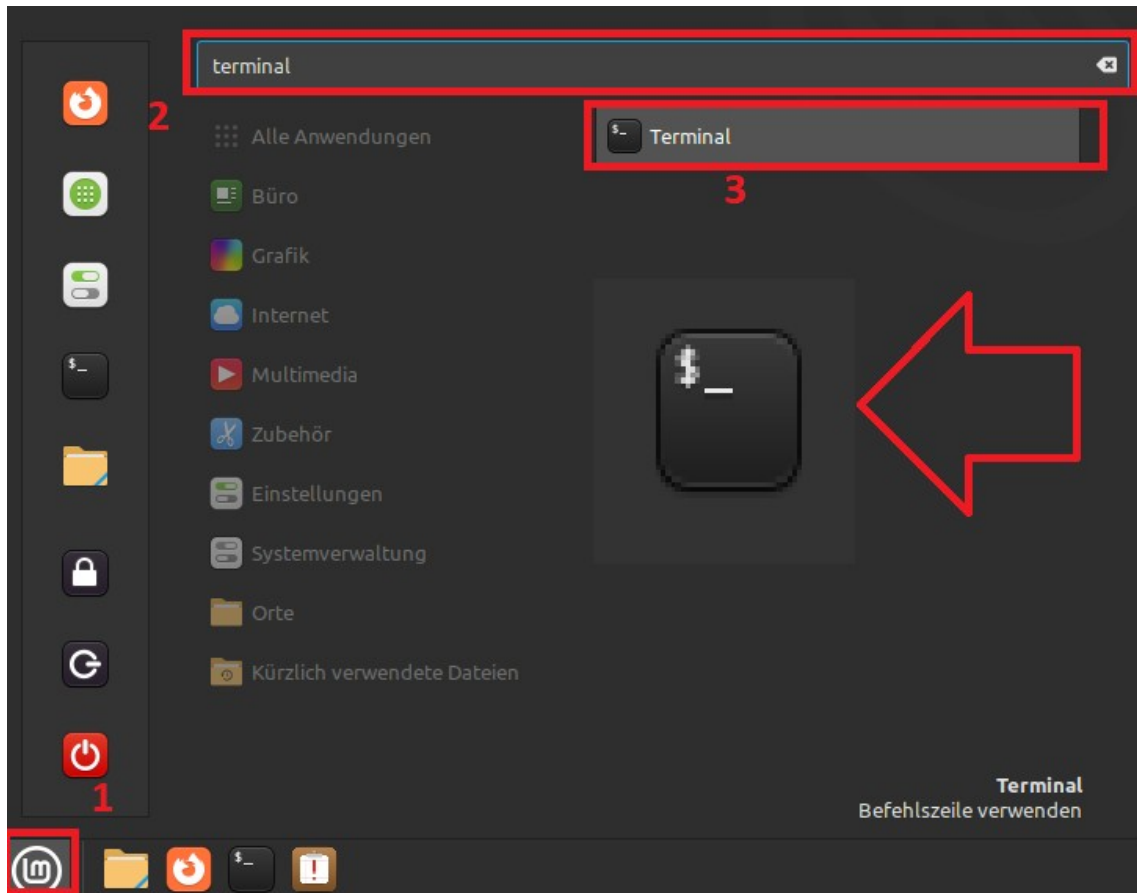 terminal
2
Alle Anwendungen
$_ Terminal
3
Büro
Grafik
Internet
$_
Multimedia
$_
Zubehör
Einstellungen
Systemverwaltung
Orte
Kürzlich verwendete Dateien
1
Terminal
Befehlszeile verwenden
lm
$_
!